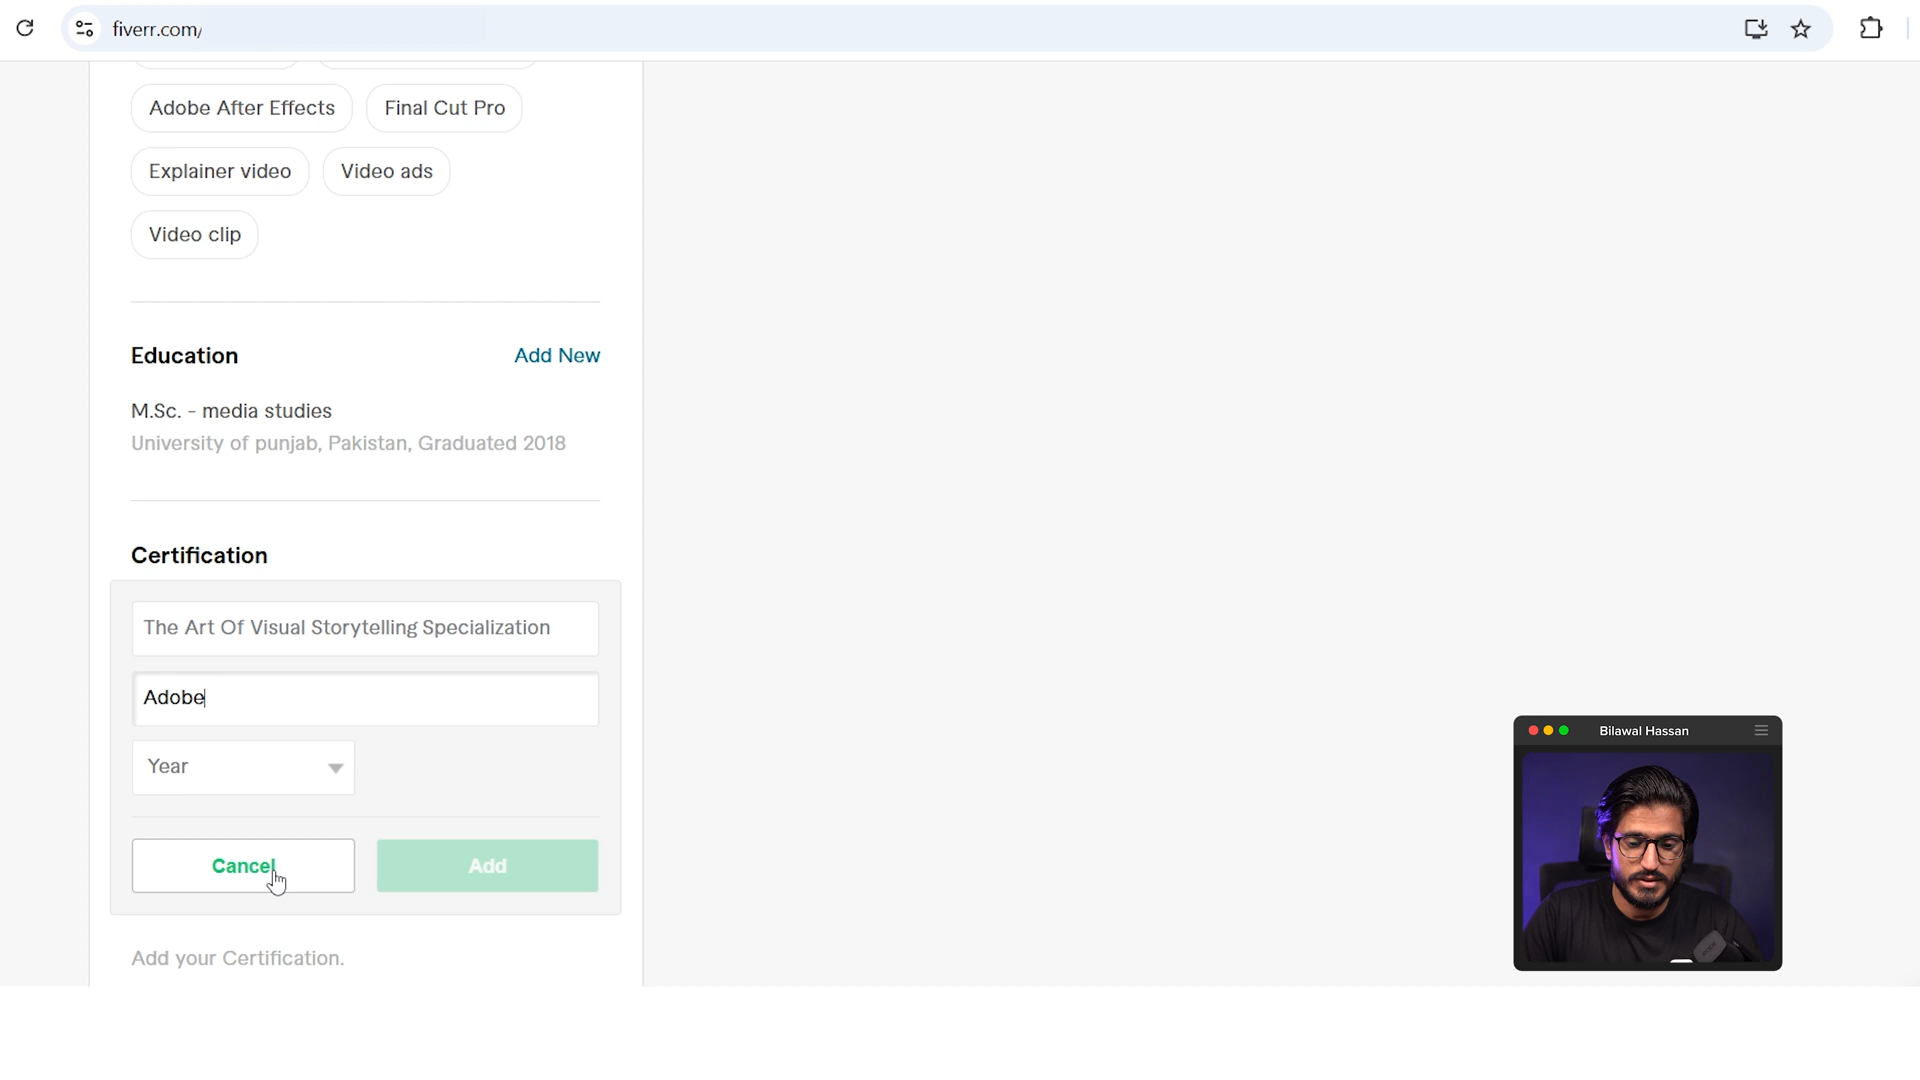 fiverr.com/
Adobe After Effects
Final Cut Pro
Explainer video
Video ads
Video clip
Education
Add New
M.Sc. - media studies
University of punjab, Pakistan, Graduated 2018
Certification
The Art Of Visual Storytelling Specialization
Adobe
Year
Cancel
Add
Add your Certification.
Bilawal Hassan